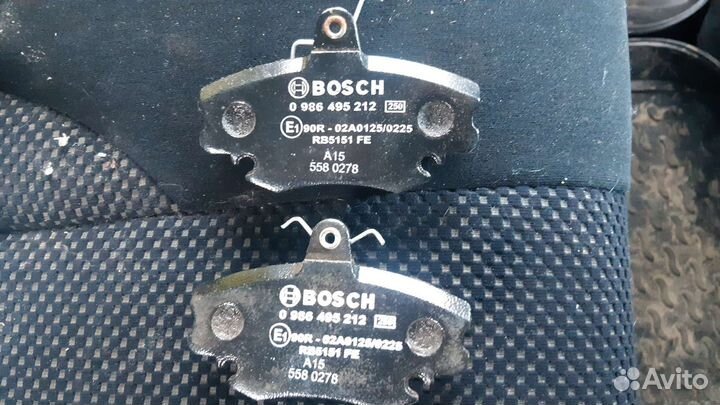 BOSCH
0 986 495 212 250
E1 90R - 02A0125/0225
RB5151 FE
A15
558 0278
BOSCH
0 986 495 212
E1 90R - 02A0125/0225
RB5151 FE
A15
558 0278
Avito